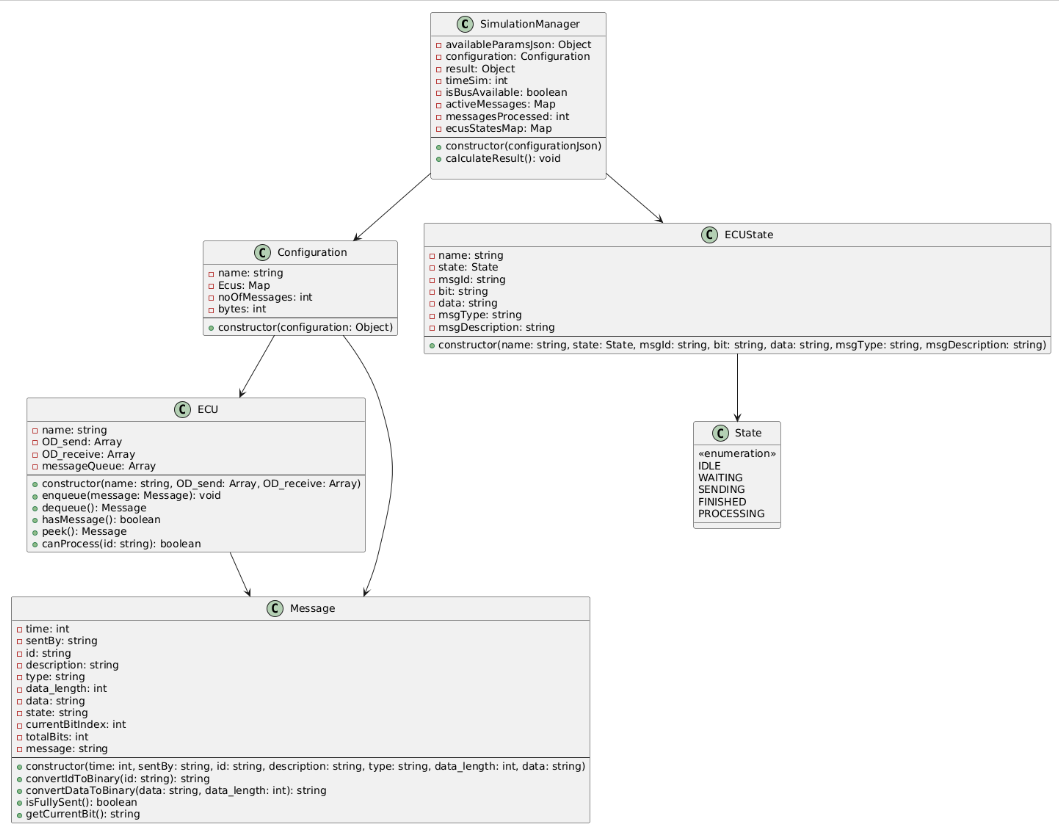 C SimulationManager
availableParamsJson: Object
configuration: Configuration
result: Object
timeSim: int
isBusAvailable: boolean
activeMessages: Map
messagesProcessed: int
ecusStatesMap: Map
constructor(configurationJson)
calculateResult(): void
C Configuration
name: string
Ecus: Map
noOfMessages: int
bytes: int
constructor(configuration: Object)
C ECUState
name: string
state: State
msgId: string
bit: string
data: string
msgType: string
msgDescription: string
constructor(name: string, state: State, msgId: string, bit: string, data: string, msgType: string, msgDescription: string)
C ECU
name: string
OD_send: Array
OD_receive: Array
messageQueue: Array
constructor(name: string, OD_send: Array, OD_receive: Array)
enqueue(message: Message): void
dequeue(): Message
hasMessage(): boolean
peek(): Message
canProcess(id: string): boolean
C State
«enumeration»
IDLE
WAITING
SENDING
FINISHED
PROCESSING
C Message
time: int
sentBy: string
id: string
description: string
type: string
data_length: int
data: string
state: string
currentBitIndex: int
totalBits: int
message: string
constructor(time: int, sentBy: string, id: string, description: string, type: string, data_length: int, data: string)
convertIdToBinary(id: string): string
convertDataToBinary(data: string, data_length: int): string
isFullySent(): boolean
getCurrentBit(): string